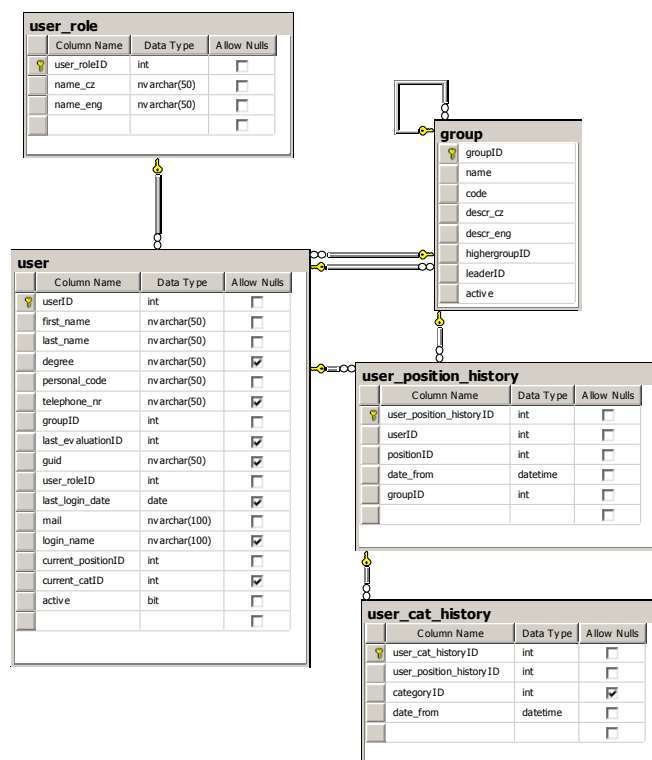 user_role
Column Name Data Type Allow Nulls
user_roleID int
name_cz nvarchar(50)
name_eng nvarchar(50)
group
groupID
name
code
descr_cz
descr_eng
highergroupID
leaderID
active
user
Column Name Data Type Allow Nulls
userID int
first_name nvarchar(50)
last_name nvarchar(50)
degree nvarchar(50)
personal_code nvarchar(50)
telephone_nr nvarchar(50)
groupID int
last_evaluationID int
guid nvarchar(50)
user_roleID int
last_login_date date
mail nvarchar(100)
login_name nvarchar(100)
current_positionID int
current_catID int
active bit
user_position_history
Column Name Data Type Allow Nulls
user_position_historyID int
userID int
positionID int
date_from datetime
groupID int
user_cat_history
Column Name Data Type Allow Nulls
user_cat_historyID int
user_position_historyID int
categoryID int
date_from datetime